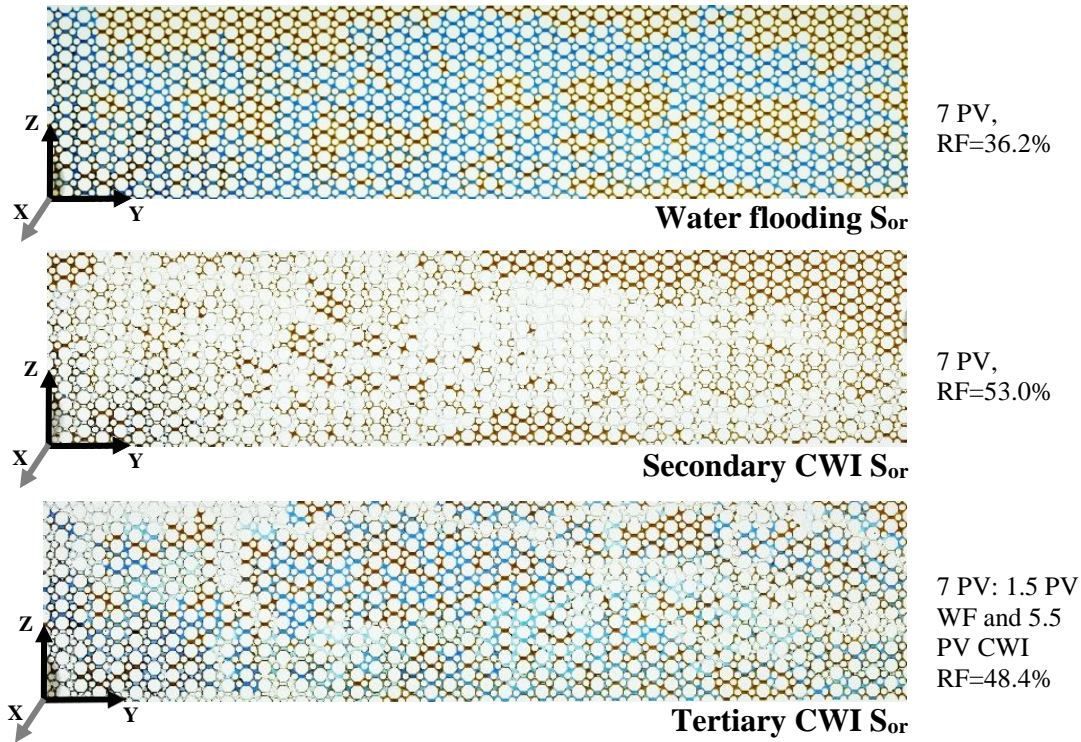 7 PV,
RF=36.2%
Z
X
Y
Water flooding Sor
7 PV,
RF=53.0%
Z
X
Y
Secondary CWI Sor
7 PV: 1.5 PV
WF and 5.5
PV CWI
RF=48.4%
Z
X
Y
Tertiary CWI Sor